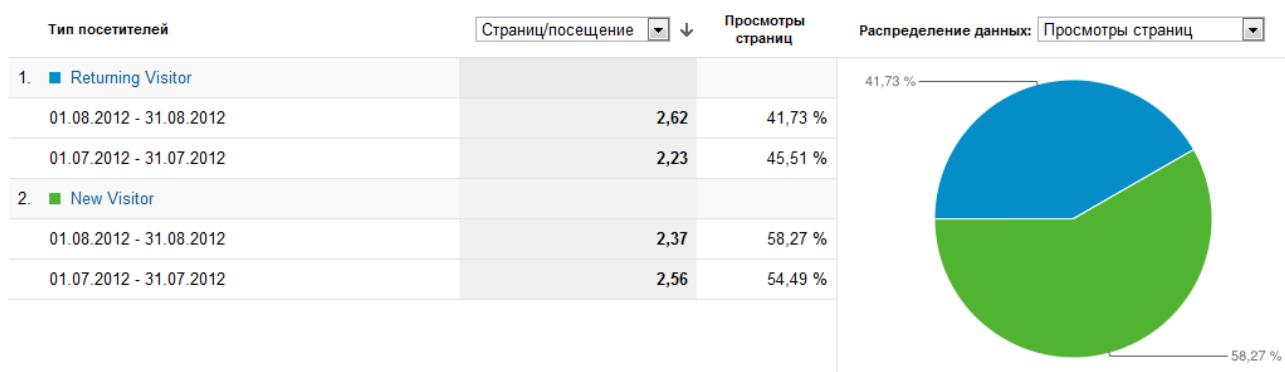 Тип посетителей Страниц/посещение Просмотры страниц Распределение данных: Просмотры страниц
1. Returning Visitor
01.08.2012 - 31.08.2012 2,62 41,73 %
01.07.2012 - 31.07.2012 2,23 45,51 %
2. New Visitor
01.08.2012 - 31.08.2012 2,37 58,27 %
01.07.2012 - 31.07.2012 2,56 54,49 %
41,73 %
58,27 %